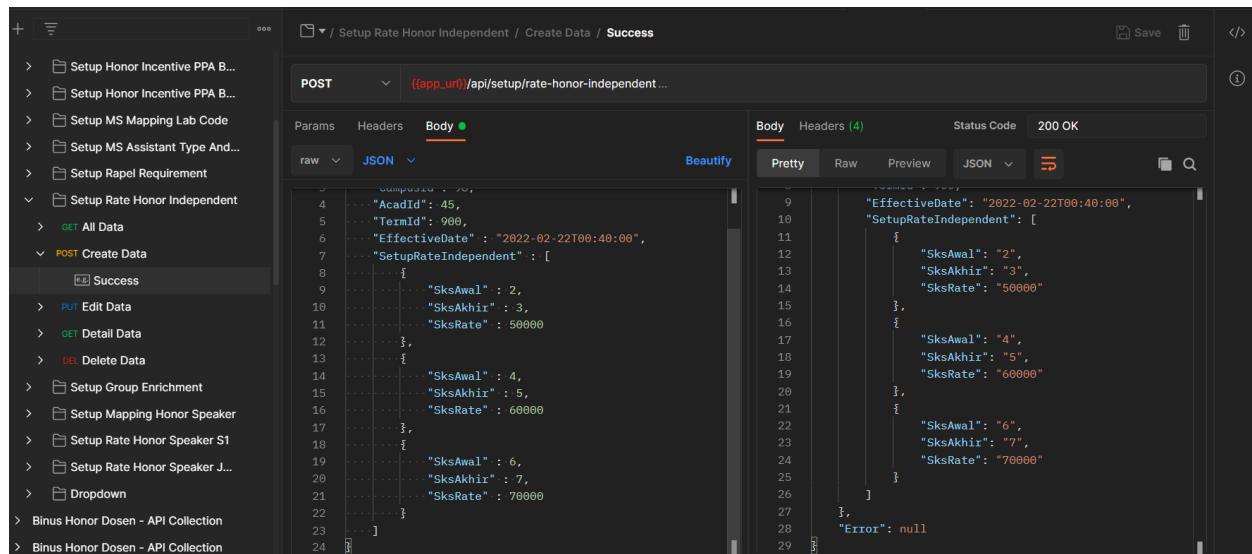 / Setup Rate Honor Independent / Create Data / Success
Save
Setup Honor Incentive PPA B...
Setup Honor Incentive PPA B...
Setup MS Mapping Lab Code
Setup MS Assistant Type And...
Setup Rapel Requirement
Setup Rate Honor Independent
GET All Data
POST Create Data
e.g. Success
PUT Edit Data
GET Detail Data
DEL Delete Data
Setup Group Enrichment
Setup Mapping Honor Speaker
Setup Rate Honor Speaker S1
Setup Rate Honor Speaker J...
Dropdown
Binus Honor Dosen - API Collection
Binus Honor Dosen - API Collection
POST {{app_url}}/api/setup/rate-honor-independent ...
Params Headers Body
raw JSON Beautify
4 "AcadId": 45,
5 "TermId": 900,
6 "EffectiveDate" : "2022-02-22T00:40:00",
7 "SetupRateIndependent" : [
8 {
9 "SksAwal" : 2,
10 "SksAkhir" : 3,
11 "SksRate" : 50000
12 },
13 {
14 "SksAwal" : 4,
15 "SksAkhir" : 5,
16 "SksRate" : 60000
17 },
18 {
19 "SksAwal" : 6,
20 "SksAkhir" : 7,
21 "SksRate" : 70000
22 }
23 ]
24 }
Body Headers (4) Status Code 200 OK
Pretty Raw Preview JSON
9 "EffectiveDate": "2022-02-22T00:40:00",
10 "SetupRateIndependent": [
11 {
12 "SksAwal": "2",
13 "SksAkhir": "3",
14 "SksRate": "50000"
15 },
16 {
17 "SksAwal": "4",
18 "SksAkhir": "5",
19 "SksRate": "60000"
20 },
21 {
22 "SksAwal": "6",
23 "SksAkhir": "7",
24 "SksRate": "70000"
25 }
26 ]
27 },
28 "Error": null
29 }